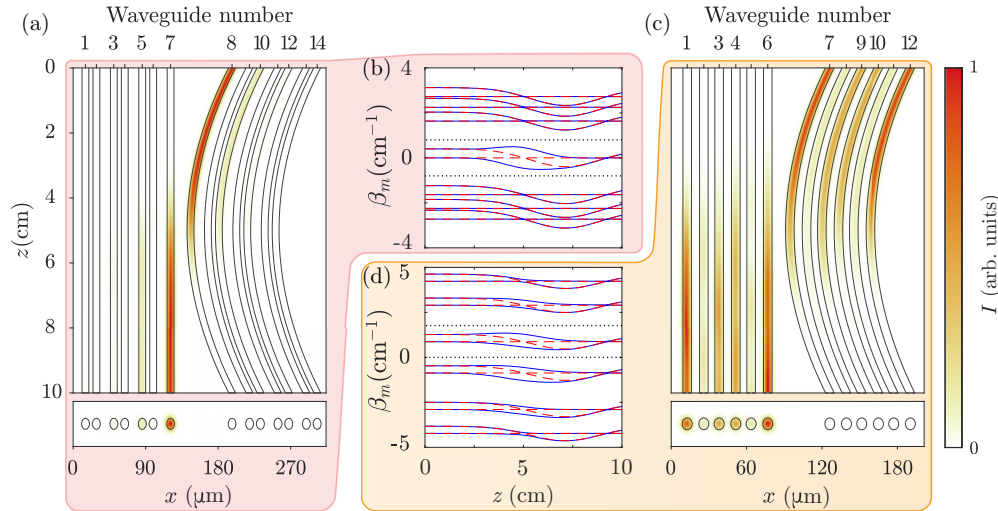 Waveguide number
Waveguide number
(a)
(b)
(c)
1 3 5 7 8 10 12 14
1 3 4 6 7 9 10 12
0
2
4
6
8
10
z(cm)
0 90 180 270
x (μm)
4
0
-4
βm(cm−1)
(d)
5
0
-5
βm(cm−1)
0 5 10
z (cm)
0 60 120 180
x (μm)
1
0
I (arb. units)